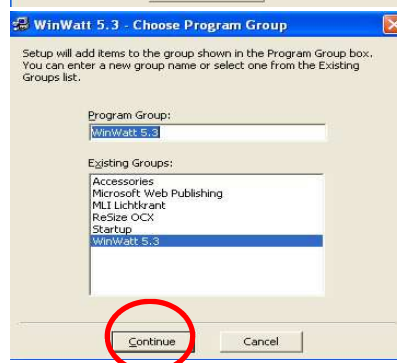 WinWatt 5.3 - Choose Program Group
Setup will add items to the group shown in the Program Group box.
You can enter a new group name or select one from the Existing
Groups list.
Program Group:
WinWatt 5.3
Existing Groups:
Accessories
Microsoft Web Publishing
MLI Lichtkrant
ReSize OCX
Startup
WinWatt 5.3
Continue
Cancel